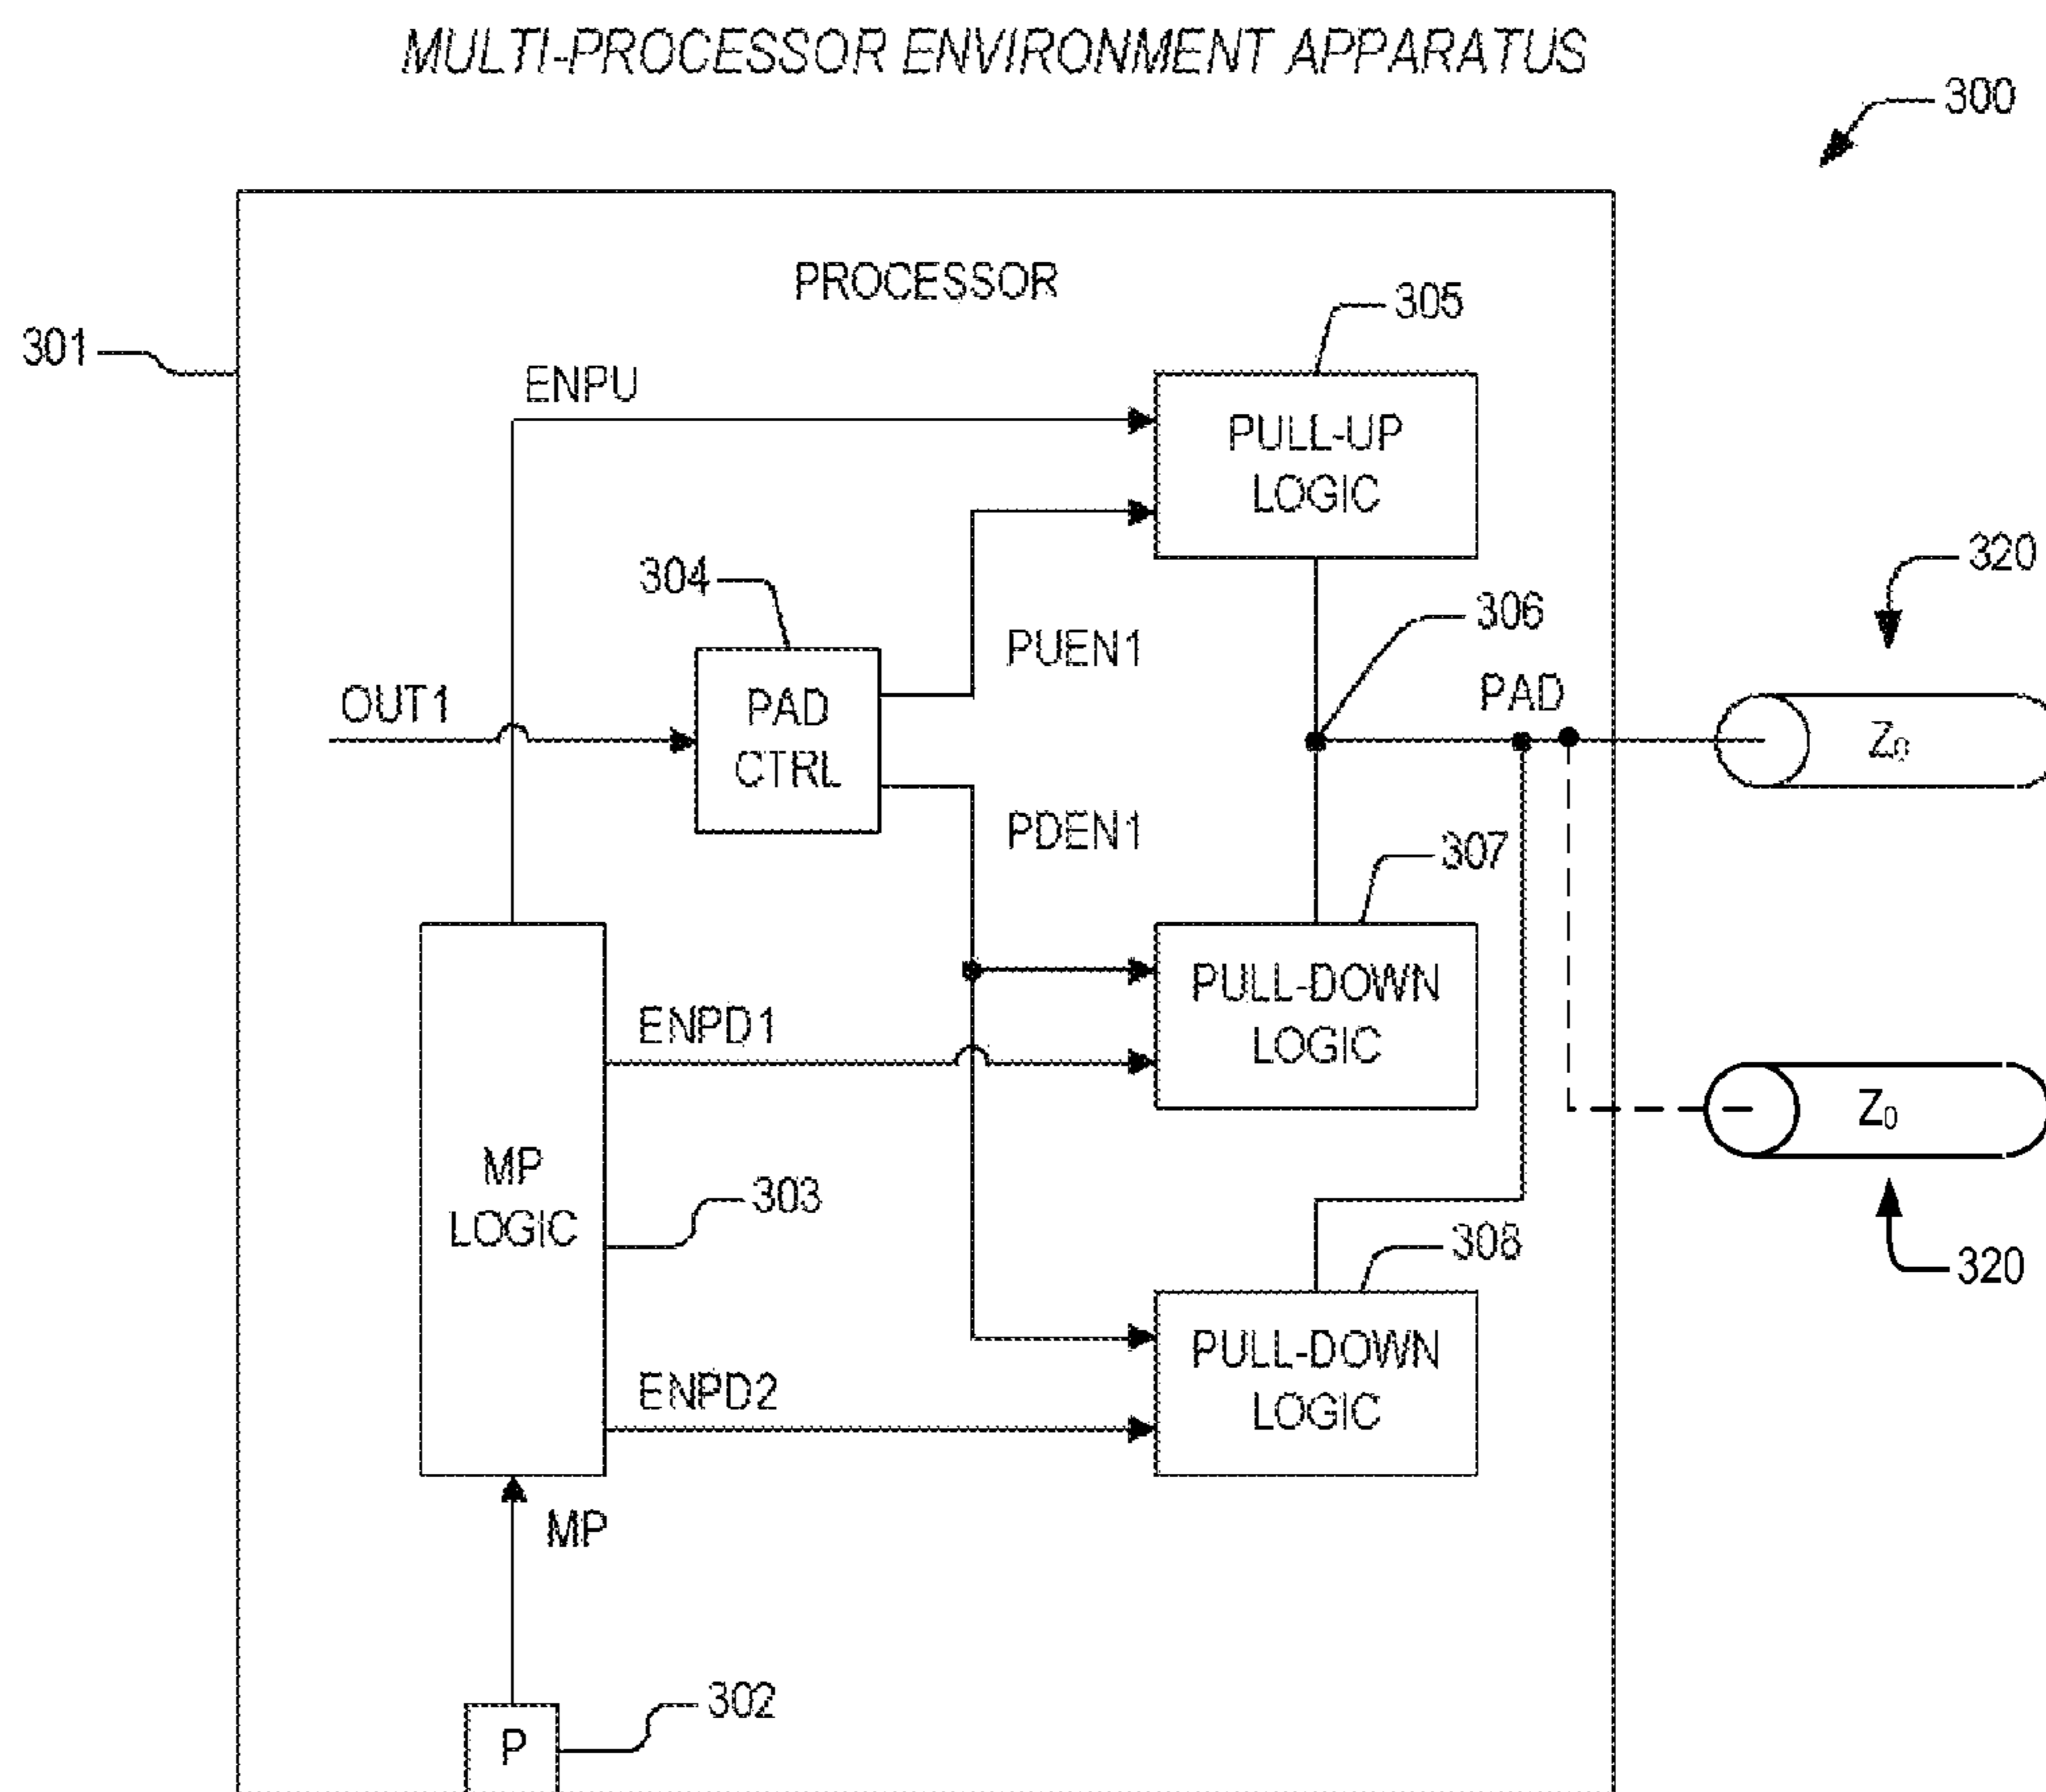 MULTI-PROCESSOR ENVIRONMENT APPARATUS
300
PROCESSOR
305
301
ENPU
PULL-UP
LOGIC
304
320
306
PUEN1
OUT1
PAD
CTRL
PAD
Z0
PDEN1
307
PULL-DOWN
LOGIC
ENPD1
Z0
MP
LOGIC
303
308
320
PULL-DOWN
LOGIC
ENPD2
MP
302
P